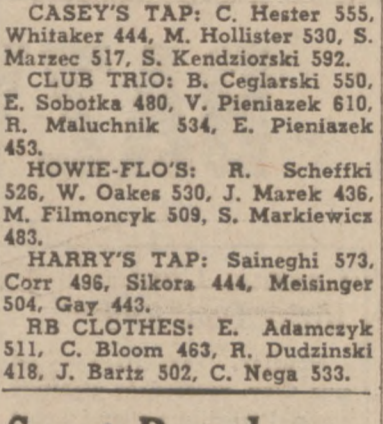 CASEY'S TAP: C. Hester 555,
Whitaker 444, M. Hollister 530, S.
Marzec 517, S. Kendziorski 592.
CLUB TRIO: B. Ceglarski 550,
E. Sobotka 480, V. Pieniazek 610,
R. Maluchnik 534, E. Pieniazek
453.
HOWIE-FLO'S: R. Scheffki
526, W. Oakes 530, J. Marek 436,
M. Filmoncyk 509, S. Markiewicz
483.
HARRY'S TAP: Saineghi 573,
Corr 496, Sikora 444, Meisinger
504, Gay 443.
RB CLOTHES: E. Adamczyk
511, C. Bloom 463, R. Dudzinski
418, J. Bartz 502, C. Nega 533.